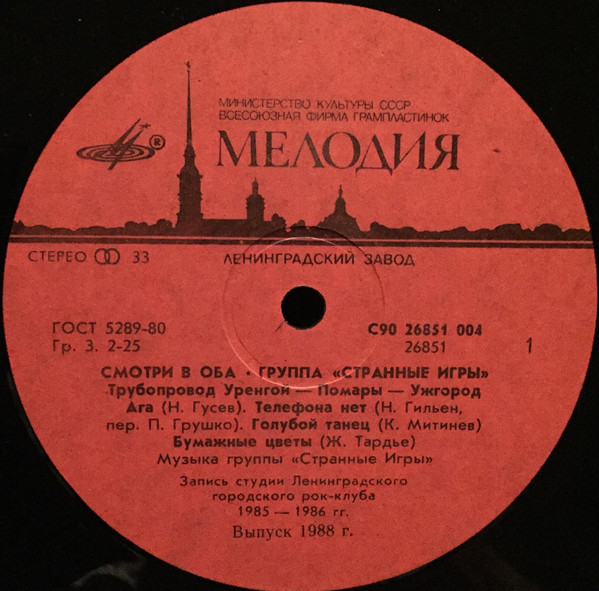 МИНИСТЕРСТВО КУЛЬТУРЫ СССР
ВСЕСОЮЗНАЯ ФИРМА ГРАМПЛАСТИНОК
МЕЛОДИЯ
®
СТЕРЕО 33
ЛЕНИНГРАДСКИЙ ЗАВОД
ГОСТ 5289-80
Гр. 3. 2-25
С90 26851 004
26851
1
СМОТРИ В ОБА • ГРУППА «СТРАННЫЕ ИГРЫ»
Трубопровод Уренгой — Помары — Ужгород
Ага (Н. Гусев). Телефона нет (Н. Гильен,
пер. П. Грушко). Голубой танец (К. Митинев)
Бумажные цветы (Ж. Тардье)
Музыка группы «Странные Игры»
Запись студии Ленинградского
городского рок-клуба
1985 — 1986 гг.
Выпуск 1988 г.